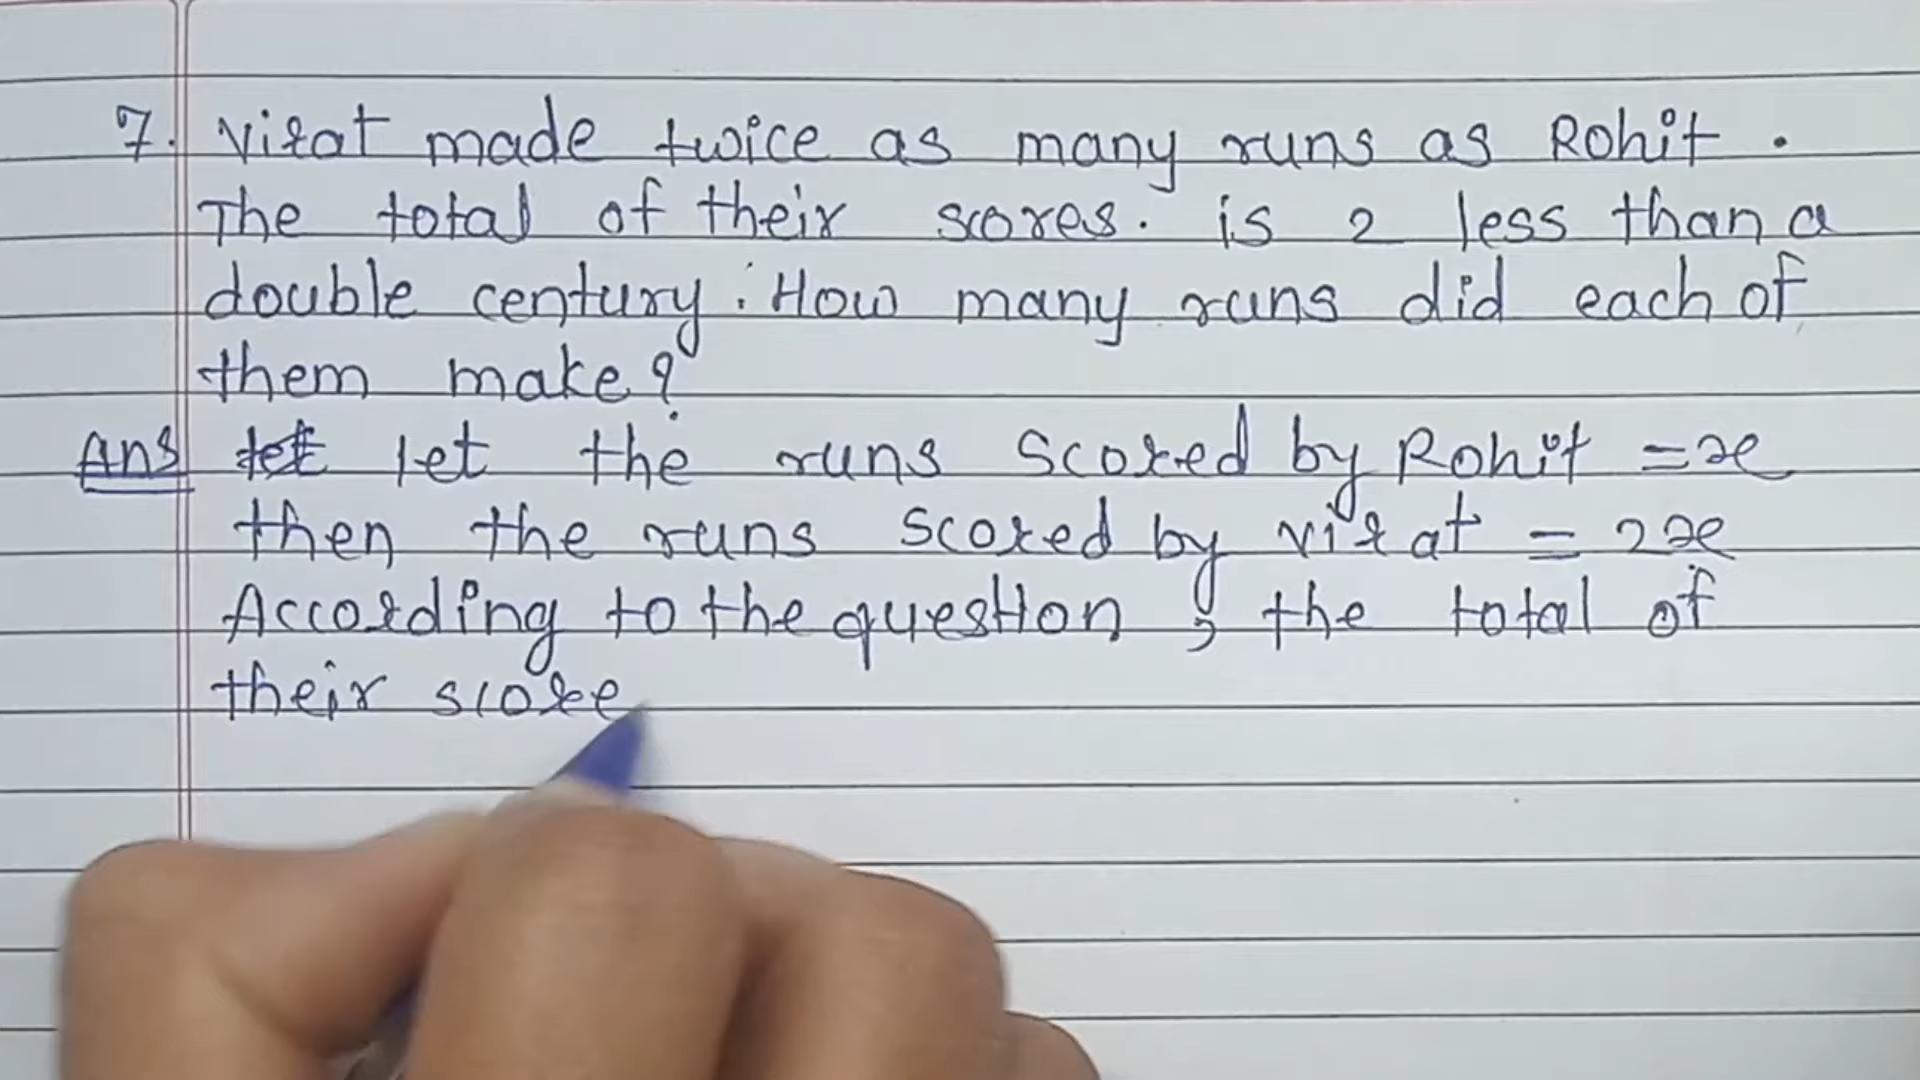 7. Virat made twice as many runs as Rohit.
The total of their scores. is 2 less than a
double century. How many runs did each of
them make?
Ans let let the runs scored by Rohit = x
then the runs scored by virat = 2x
According to the question, the total of
their score